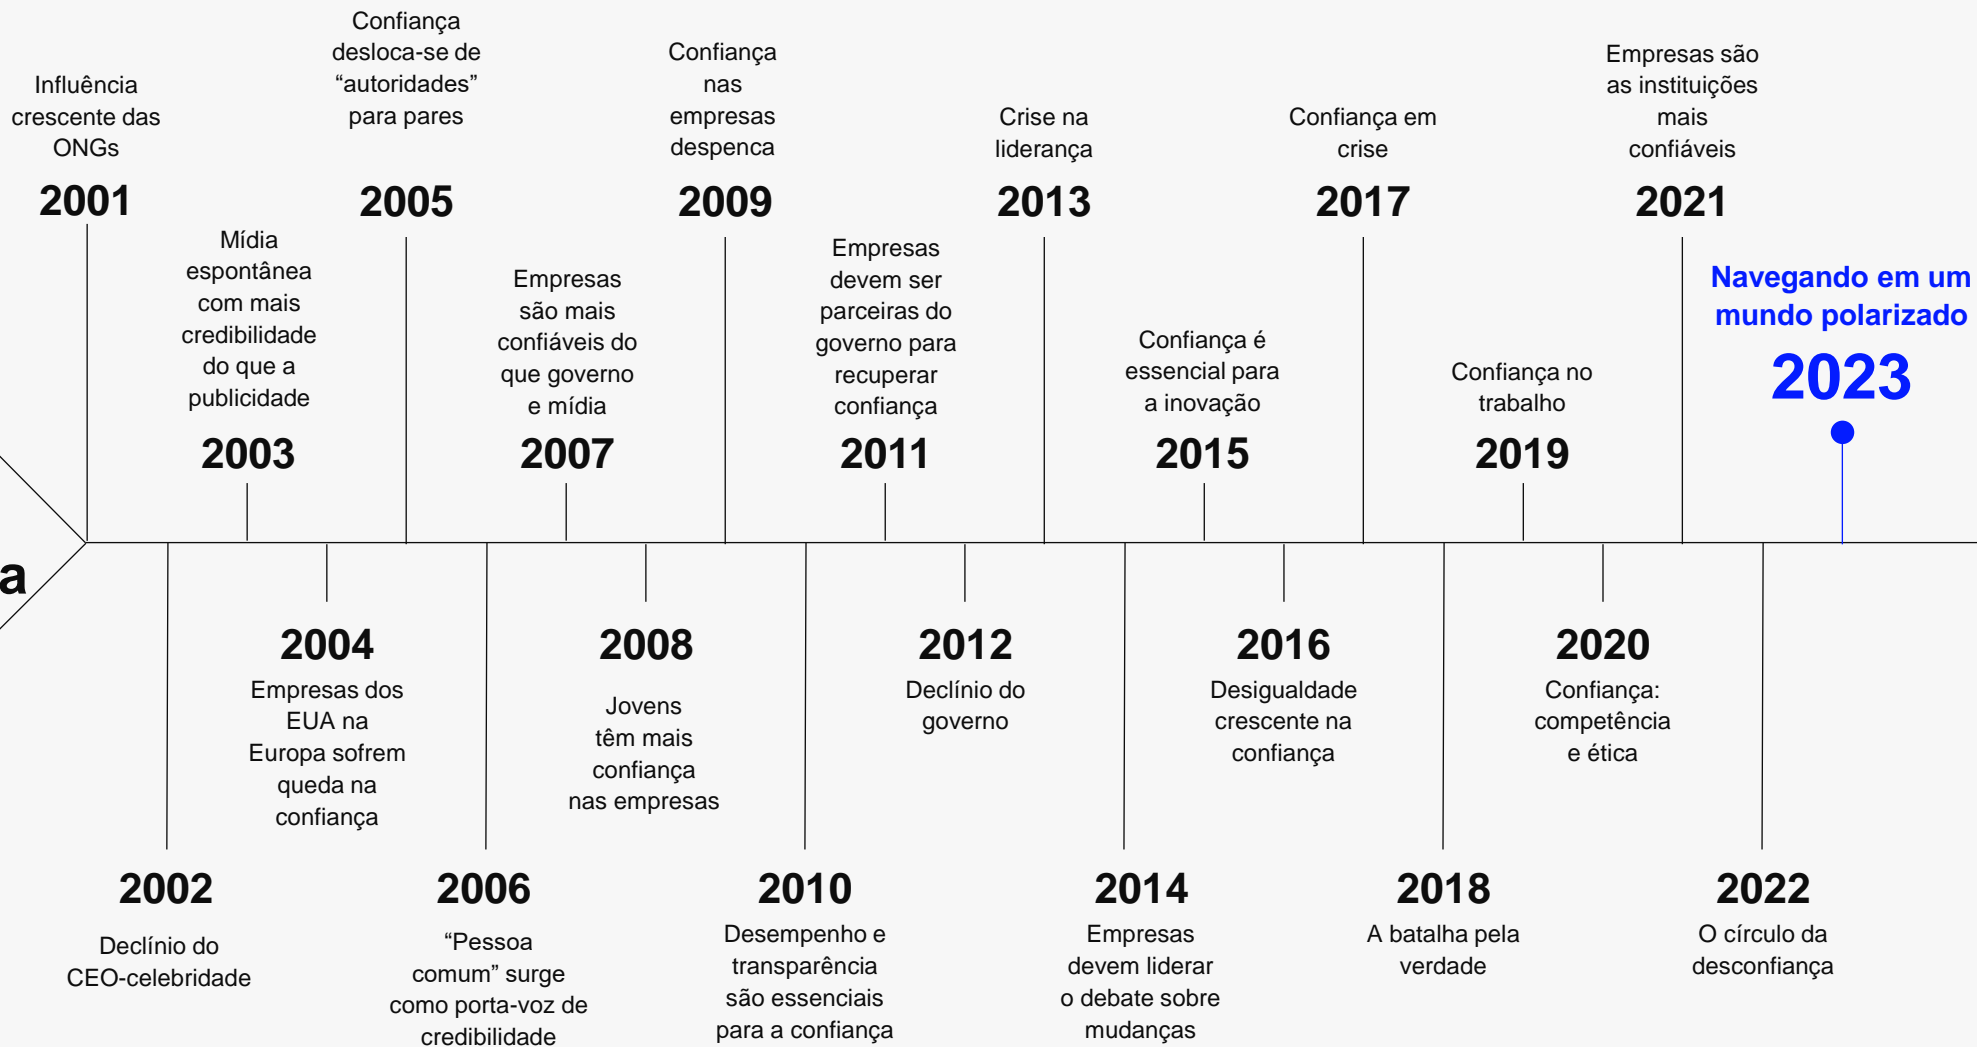 Influência
crescente das
ONGs
2001
Declínio do
CEO-celebridade
2002
Mídia
espontânea
com mais
credibilidade
do que a
publicidade
2003
2004
Empresas dos
EUA na
Europa sofrem
queda na
confiança
Confiança
desloca-se de
“autoridades”
para pares
2005
2006
“Pessoa
comum” surge
como porta-voz de
credibilidade
Empresas
são mais
confiáveis do
que governo
e mídia
2007
2008
Jovens
têm mais
confiança
nas empresas
Confiança
nas
empresas
despenca
2009
2010
Desempenho e
transparência
são essenciais
para a confiança
Empresas
devem ser
parceiras do
governo para
recuperar
confiança
2011
2012
Declínio do
governo
Crise na
liderança
2013
2014
Empresas
devem liderar
o debate sobre
mudanças
Confiança é
essencial para
a inovação
2015
2016
Desigualdade
crescente na
confiança
Confiança em
crise
2017
2018
A batalha pela
verdade
Confiança no
trabalho
2019
2020
Confiança:
competência
e ética
Empresas são
as instituições
mais
confiáveis
2021
2022
O círculo da
desconfiança
Navegando em um
mundo polarizado
2023
a